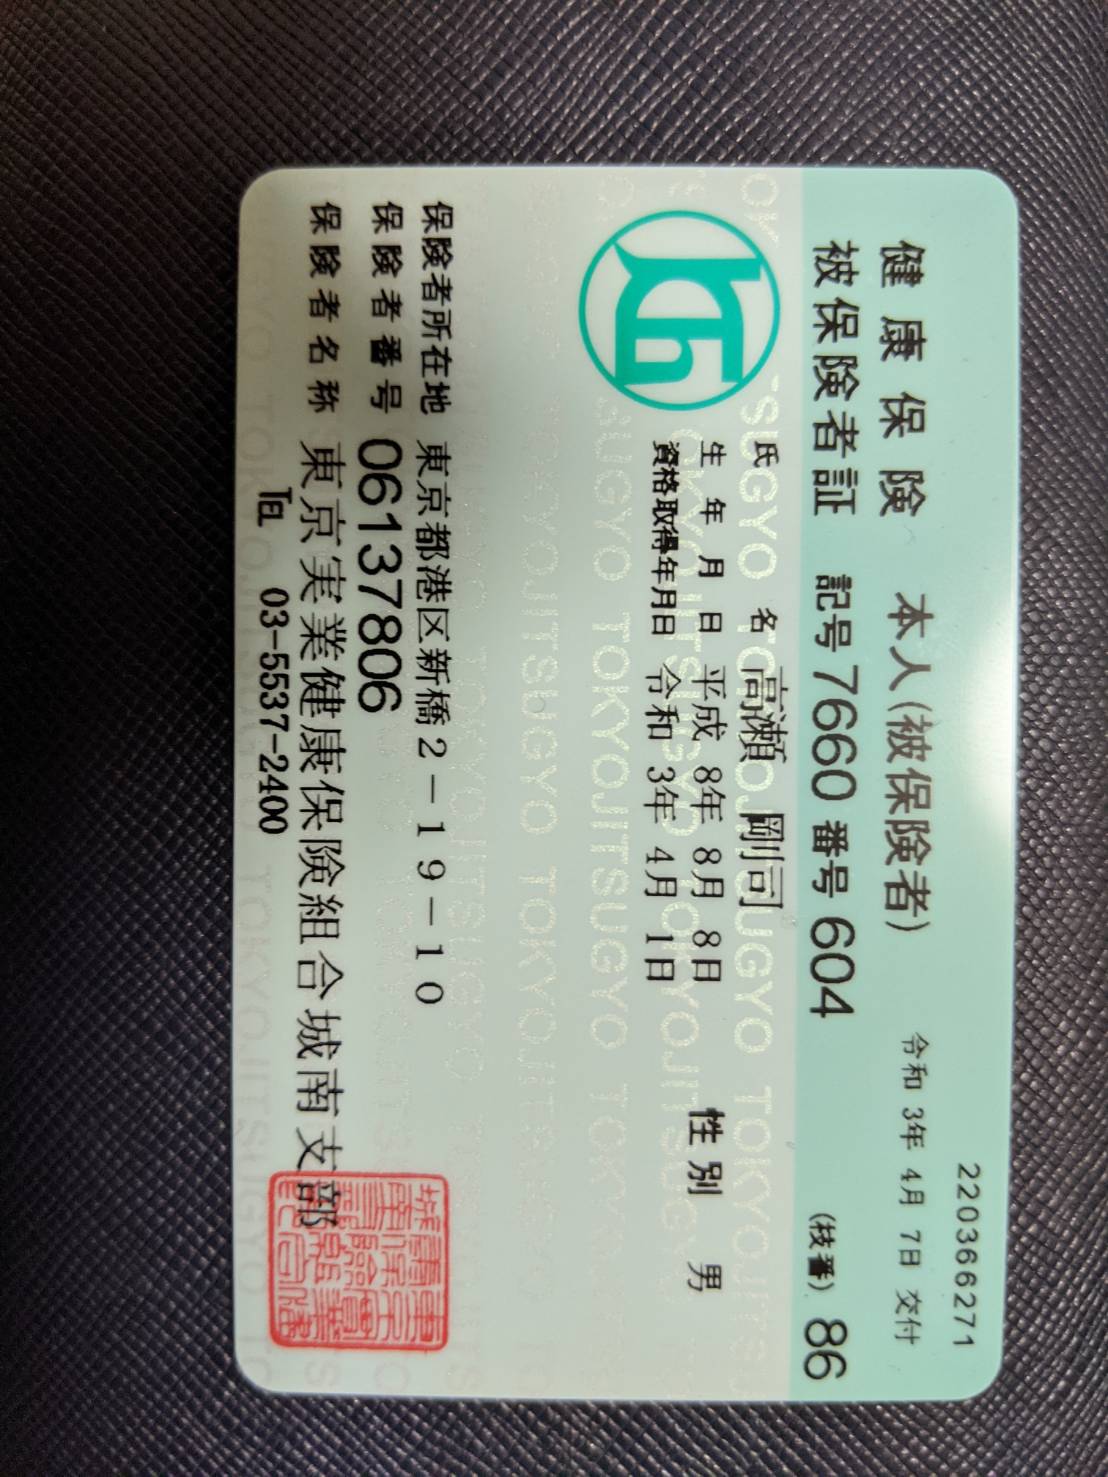 220366271
健康保険 本人(被保険者) 令和 3年 4月 7日 交付
被保険者証 記号 7660 番号 604 (枝番) 86
氏名 高瀬 剛司
生年月日 平成 8年 8月 8日 性別 男
資格取得年月日 令和 3年 4月 1日
保険者所在地 東京都港区新橋2-19-10
保険者番号 06137806
保険者名称 東京実業健康保険組合城南支部
TEL 03-5537-2400